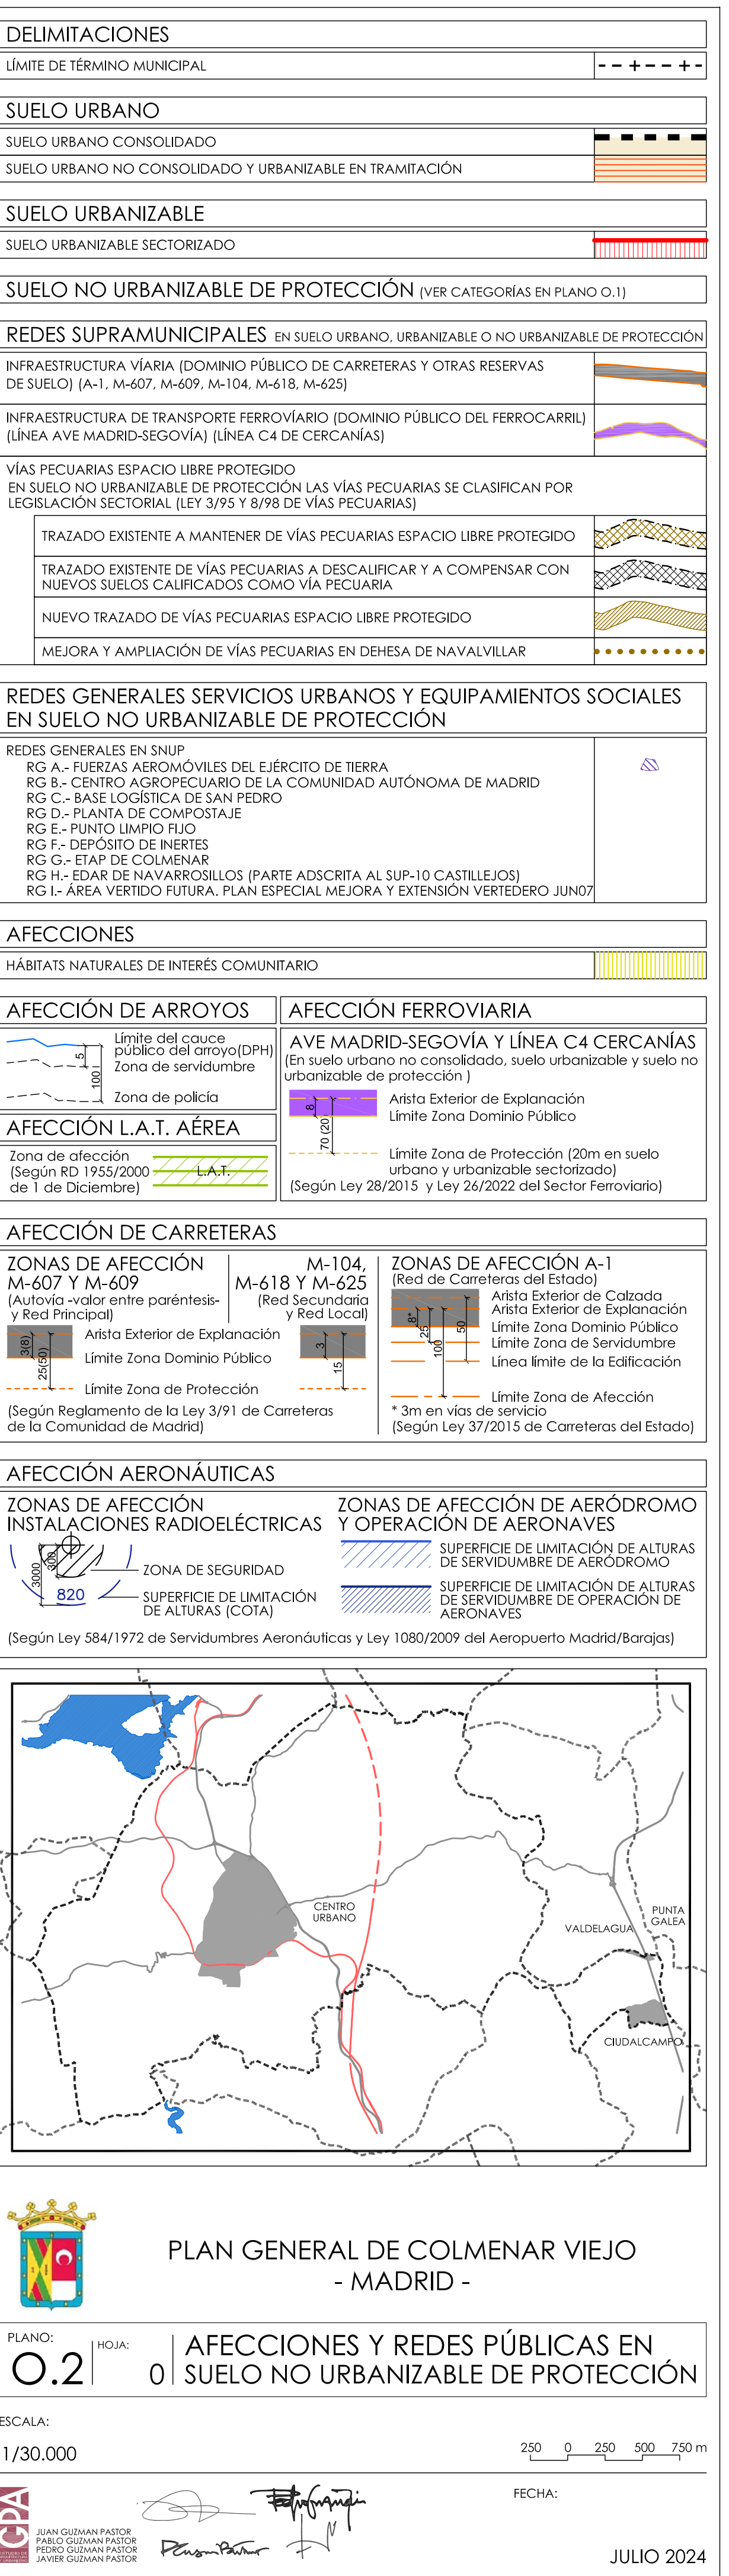 DELIMITACIONES
LÍMITE DE TÉRMINO MUNICIPAL
SUELO URBANO
SUELO URBANO CONSOLIDADO
SUELO URBANO NO CONSOLIDADO Y URBANIZABLE EN TRAMITACIÓN
SUELO URBANIZABLE
SUELO URBANIZABLE SECTORIZADO
SUELO NO URBANIZABLE DE PROTECCIÓN (VER CATEGORÍAS EN PLANO O.1)
REDES SUPRAMUNICIPALES EN SUELO URBANO, URBANIZABLE O NO URBANIZABLE DE PROTECCIÓN
INFRAESTRUCTURA VÍARIA (DOMINIO PÚBLICO DE CARRETERAS Y OTRAS RESERVAS
DE SUELO) (A-1, M-607, M-609, M-104, M-618, M-625)
INFRAESTRUCTURA DE TRANSPORTE FERROVÍARIO (DOMINIO PÚBLICO DEL FERROCARRIL)
(LÍNEA AVE MADRID-SEGOVÍA) (LÍNEA C4 DE CERCANÍAS)
VÍAS PECUARIAS ESPACIO LIBRE PROTEGIDO
EN SUELO NO URBANIZABLE DE PROTECCIÓN LAS VÍAS PECUARIAS SE CLASIFICAN POR
LEGISLACIÓN SECTORIAL (LEY 3/95 Y 8/98 DE VÍAS PECUARIAS)
TRAZADO EXISTENTE A MANTENER DE VÍAS PECUARIAS ESPACIO LIBRE PROTEGIDO
TRAZADO EXISTENTE DE VÍAS PECUARIAS A DESCALIFICAR Y A COMPENSAR CON
NUEVOS SUELOS CALIFICADOS COMO VÍA PECUARIA
NUEVO TRAZADO DE VÍAS PECUARIAS ESPACIO LIBRE PROTEGIDO
MEJORA Y AMPLIACIÓN DE VÍAS PECUARIAS EN DEHESA DE NAVALVILLAR
REDES GENERALES SERVICIOS URBANOS Y EQUIPAMIENTOS SOCIALES
EN SUELO NO URBANIZABLE DE PROTECCIÓN
REDES GENERALES EN SNUP
RG A.- FUERZAS AEROMÓVILES DEL EJÉRCITO DE TIERRA
RG B.- CENTRO AGROPECUARIO DE LA COMUNIDAD AUTÓNOMA DE MADRID
RG C.- BASE LOGÍSTICA DE SAN PEDRO
RG D.- PLANTA DE COMPOSTAJE
RG E.- PUNTO LIMPIO FIJO
RG F.- DEPÓSITO DE INERTES
RG G.- ETAP DE COLMENAR
RG H.- EDAR DE NAVARROSILLOS (PARTE ADSCRITA AL SUP-10 CASTILLEJOS)
RG I.- ÁREA VERTIDO FUTURA. PLAN ESPECIAL MEJORA Y EXTENSIÓN VERTEDERO JUN07
AFECCIONES
HÁBITATS NATURALES DE INTERÉS COMUNITARIO
AFECCIÓN DE ARROYOS
Límite del cauce
público del arroyo(DPH)
5
Zona de servidumbre
100
Zona de policía
AFECCIÓN L.A.T. AÉREA
Zona de afección
(Según RD 1955/2000
de 1 de Diciembre)
L.A.T.
AFECCIÓN FERROVIARIA
AVE MADRID-SEGOVÍA Y LÍNEA C4 CERCANÍAS
(En suelo urbano no consolidado, suelo urbanizable y suelo no
urbanizable de protección )
8
Arista Exterior de Explanación
Límite Zona Dominio Público
70 (20)
Límite Zona de Protección (20m en suelo
urbano y urbanizable sectorizado)
(Según Ley 28/2015 y Ley 26/2022 del Sector Ferroviario)
AFECCIÓN DE CARRETERAS
ZONAS DE AFECCIÓN
M-607 Y M-609
(Autovía -valor entre paréntesis-
y Red Principal)
M-104,
M-618 Y M-625
(Red Secundaria
y Red Local)
3(8)
25(50)
Arista Exterior de Explanación
Límite Zona Dominio Público
Límite Zona de Protección
3
15
(Según Reglamento de la Ley 3/91 de Carreteras
de la Comunidad de Madrid)
ZONAS DE AFECCIÓN A-1
(Red de Carreteras del Estado)
8*
25
100
50
Arista Exterior de Calzada
Arista Exterior de Explanación
Límite Zona Dominio Público
Límite Zona de Servidumbre
Línea límite de la Edificación
Límite Zona de Afección
* 3m en vías de servicio
(Según Ley 37/2015 de Carreteras del Estado)
AFECCIÓN AERONÁUTICAS
ZONAS DE AFECCIÓN
INSTALACIONES RADIOELÉCTRICAS
3000
300
820
ZONA DE SEGURIDAD
SUPERFICIE DE LIMITACIÓN
DE ALTURAS (COTA)
ZONAS DE AFECCIÓN DE AERÓDROMO
Y OPERACIÓN DE AERONAVES
SUPERFICIE DE LIMITACIÓN DE ALTURAS
DE SERVIDUMBRE DE AERÓDROMO
SUPERFICIE DE LIMITACIÓN DE ALTURAS
DE SERVIDUMBRE DE OPERACIÓN DE
AERONAVES
(Según Ley 584/1972 de Servidumbres Aeronáuticas y Ley 1080/2009 del Aeropuerto Madrid/Barajas)
CENTRO
URBANO
PUNTA
GALEA
VALDELAGUA
CIUDALCAMPO
PLAN GENERAL DE COLMENAR VIEJO
- MADRID -
PLANO:
O.2
HOJA:
0
AFECCIONES Y REDES PÚBLICAS EN
SUELO NO URBANIZABLE DE PROTECCIÓN
ESCALA:
1/30.000
250 0 250 500 750 m
FECHA:
JULIO 2024
GPA
JUAN GUZMAN PASTOR
PABLO GUZMAN PASTOR
PEDRO GUZMAN PASTOR
JAVIER GUZMAN PASTOR